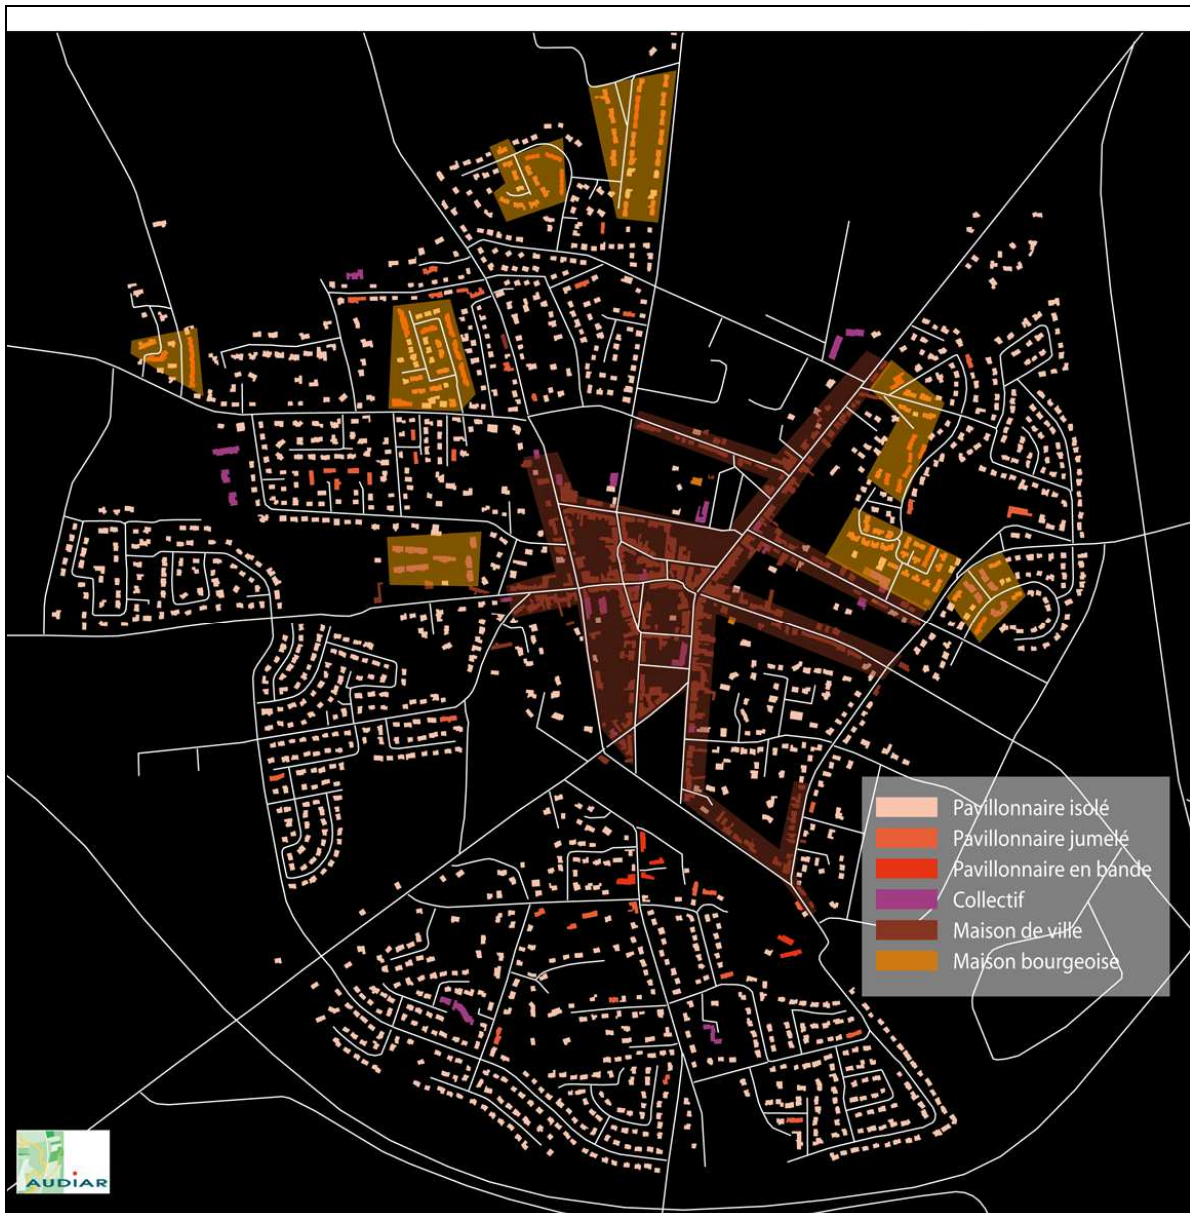 Pavillonnaire isolé
Pavillonnaire jumelé
Pavillonnaire en bande
Collectif
Maison de ville
Maison bourgeoise
AUDIAR